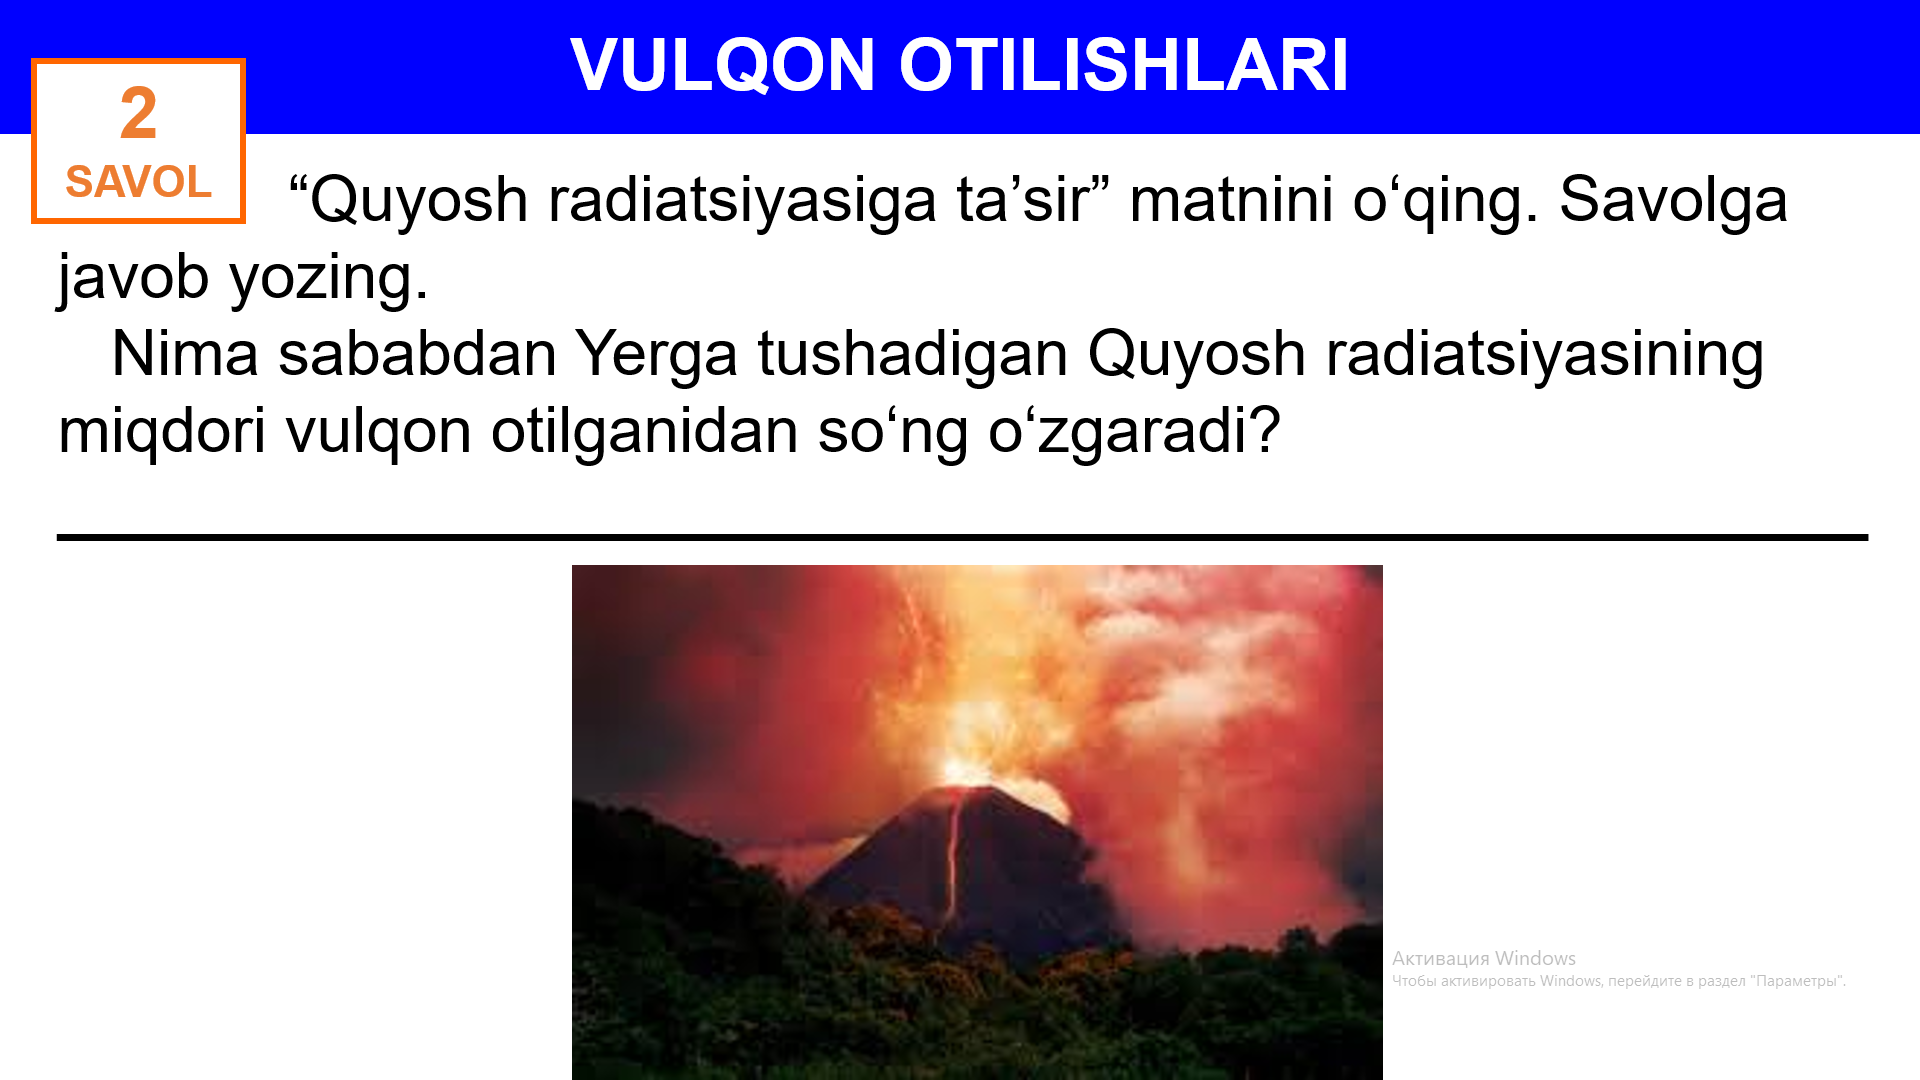 VULQON OTILISHLARI
2
SAVOL
“Quyosh radiatsiyasiga ta’sir” matnini o‘qing. Savolga
javob yozing.
Nima sababdan Yerga tushadigan Quyosh radiatsiyasining
miqdori vulqon otilganidan so‘ng o‘zgaradi?
Активация Windows
Чтобы активировать Windows, перейдите в раздел "Параметры".